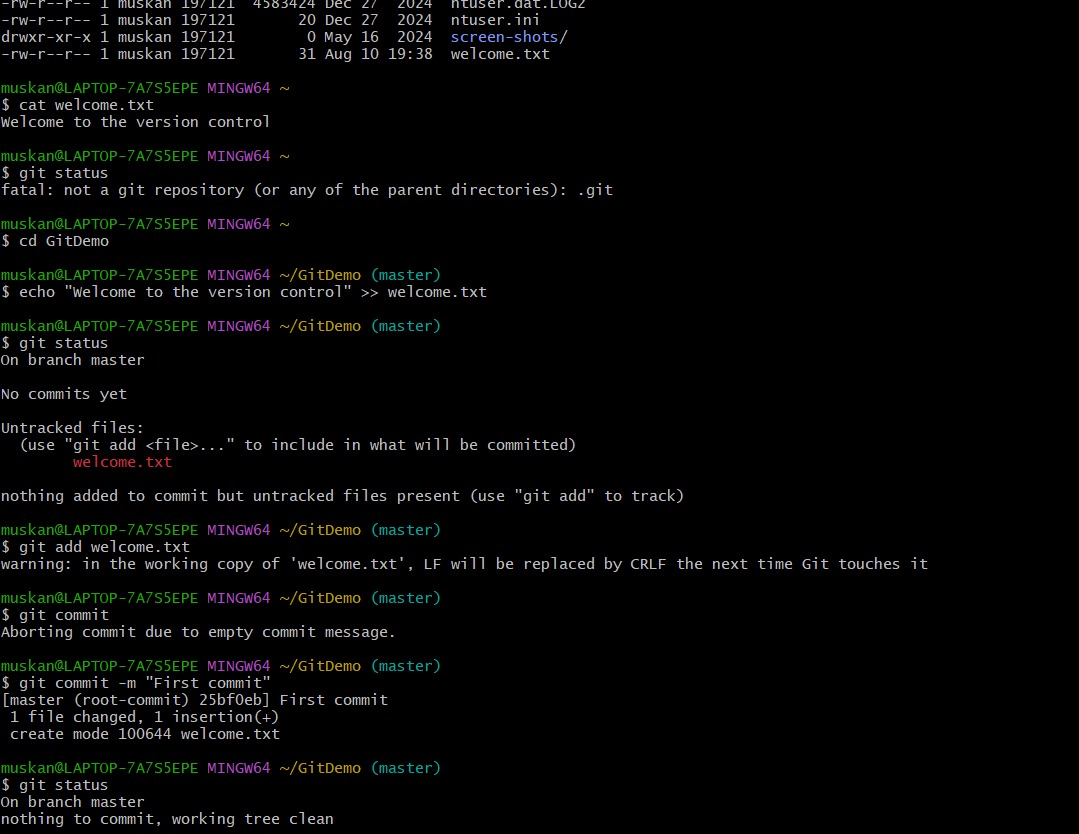 -rw-r--r-- 1 muskan 197121  4583424 Dec 27  2024  ntuser.dat.LOG2
-rw-r--r-- 1 muskan 197121       20 Dec 27  2024  ntuser.ini
drwxr-xr-x 1 muskan 197121        0 May 16  2024  screen-shots/
-rw-r--r-- 1 muskan 197121       31 Aug 10 19:38  welcome.txt
muskan@LAPTOP-7A7S5EPE MINGW64 ~
$ cat welcome.txt
Welcome to the version control
muskan@LAPTOP-7A7S5EPE MINGW64 ~
$ git status
fatal: not a git repository (or any of the parent directories): .git
muskan@LAPTOP-7A7S5EPE MINGW64 ~
$ cd GitDemo
muskan@LAPTOP-7A7S5EPE MINGW64 ~/GitDemo (master)
$ echo "Welcome to the version control" >> welcome.txt
muskan@LAPTOP-7A7S5EPE MINGW64 ~/GitDemo (master)
$ git status
On branch master
No commits yet
Untracked files:
  (use "git add <file>..." to include in what will be committed)
        welcome.txt
nothing added to commit but untracked files present (use "git add" to track)
muskan@LAPTOP-7A7S5EPE MINGW64 ~/GitDemo (master)
$ git add welcome.txt
warning: in the working copy of 'welcome.txt', LF will be replaced by CRLF the next time Git touches it
muskan@LAPTOP-7A7S5EPE MINGW64 ~/GitDemo (master)
$ git commit
Aborting commit due to empty commit message.
muskan@LAPTOP-7A7S5EPE MINGW64 ~/GitDemo (master)
$ git commit -m "First commit"
[master (root-commit) 25bf0eb] First commit
 1 file changed, 1 insertion(+)
 create mode 100644 welcome.txt
muskan@LAPTOP-7A7S5EPE MINGW64 ~/GitDemo (master)
$ git status
On branch master
nothing to commit, working tree clean